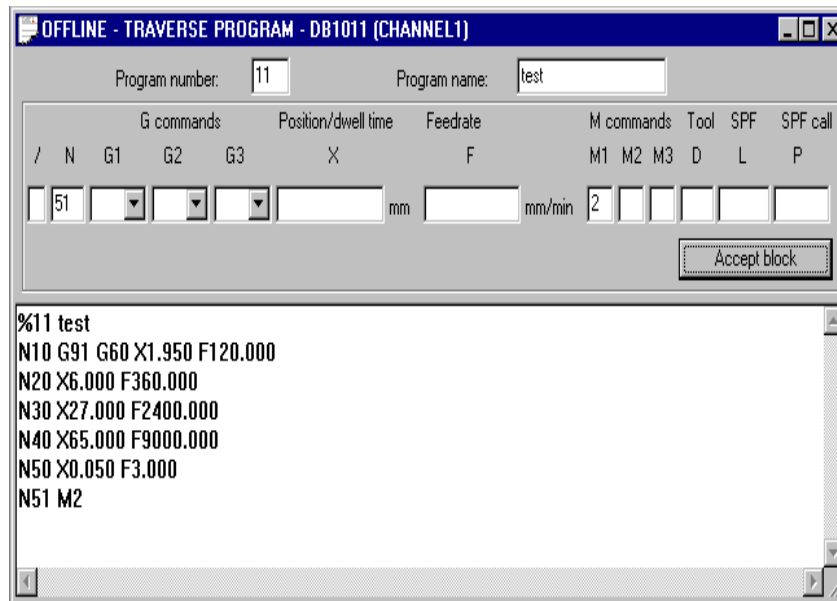 OFFLINE - TRAVERSE PROGRAM - DB1011 (CHANNEL1)
Program number: 11 Program name: test
G commands Position/dwell time Feedrate M commands Tool SPF SPF call
/ N G1 G2 G3 X F M1 M2 M3 D L P
51 mm mm/min 2
Accept block
%11 test
N10 G91 G60 X1.950 F120.000
N20 X6.000 F360.000
N30 X27.000 F2400.000
N40 X65.000 F9000.000
N50 X0.050 F3.000
N51 M2